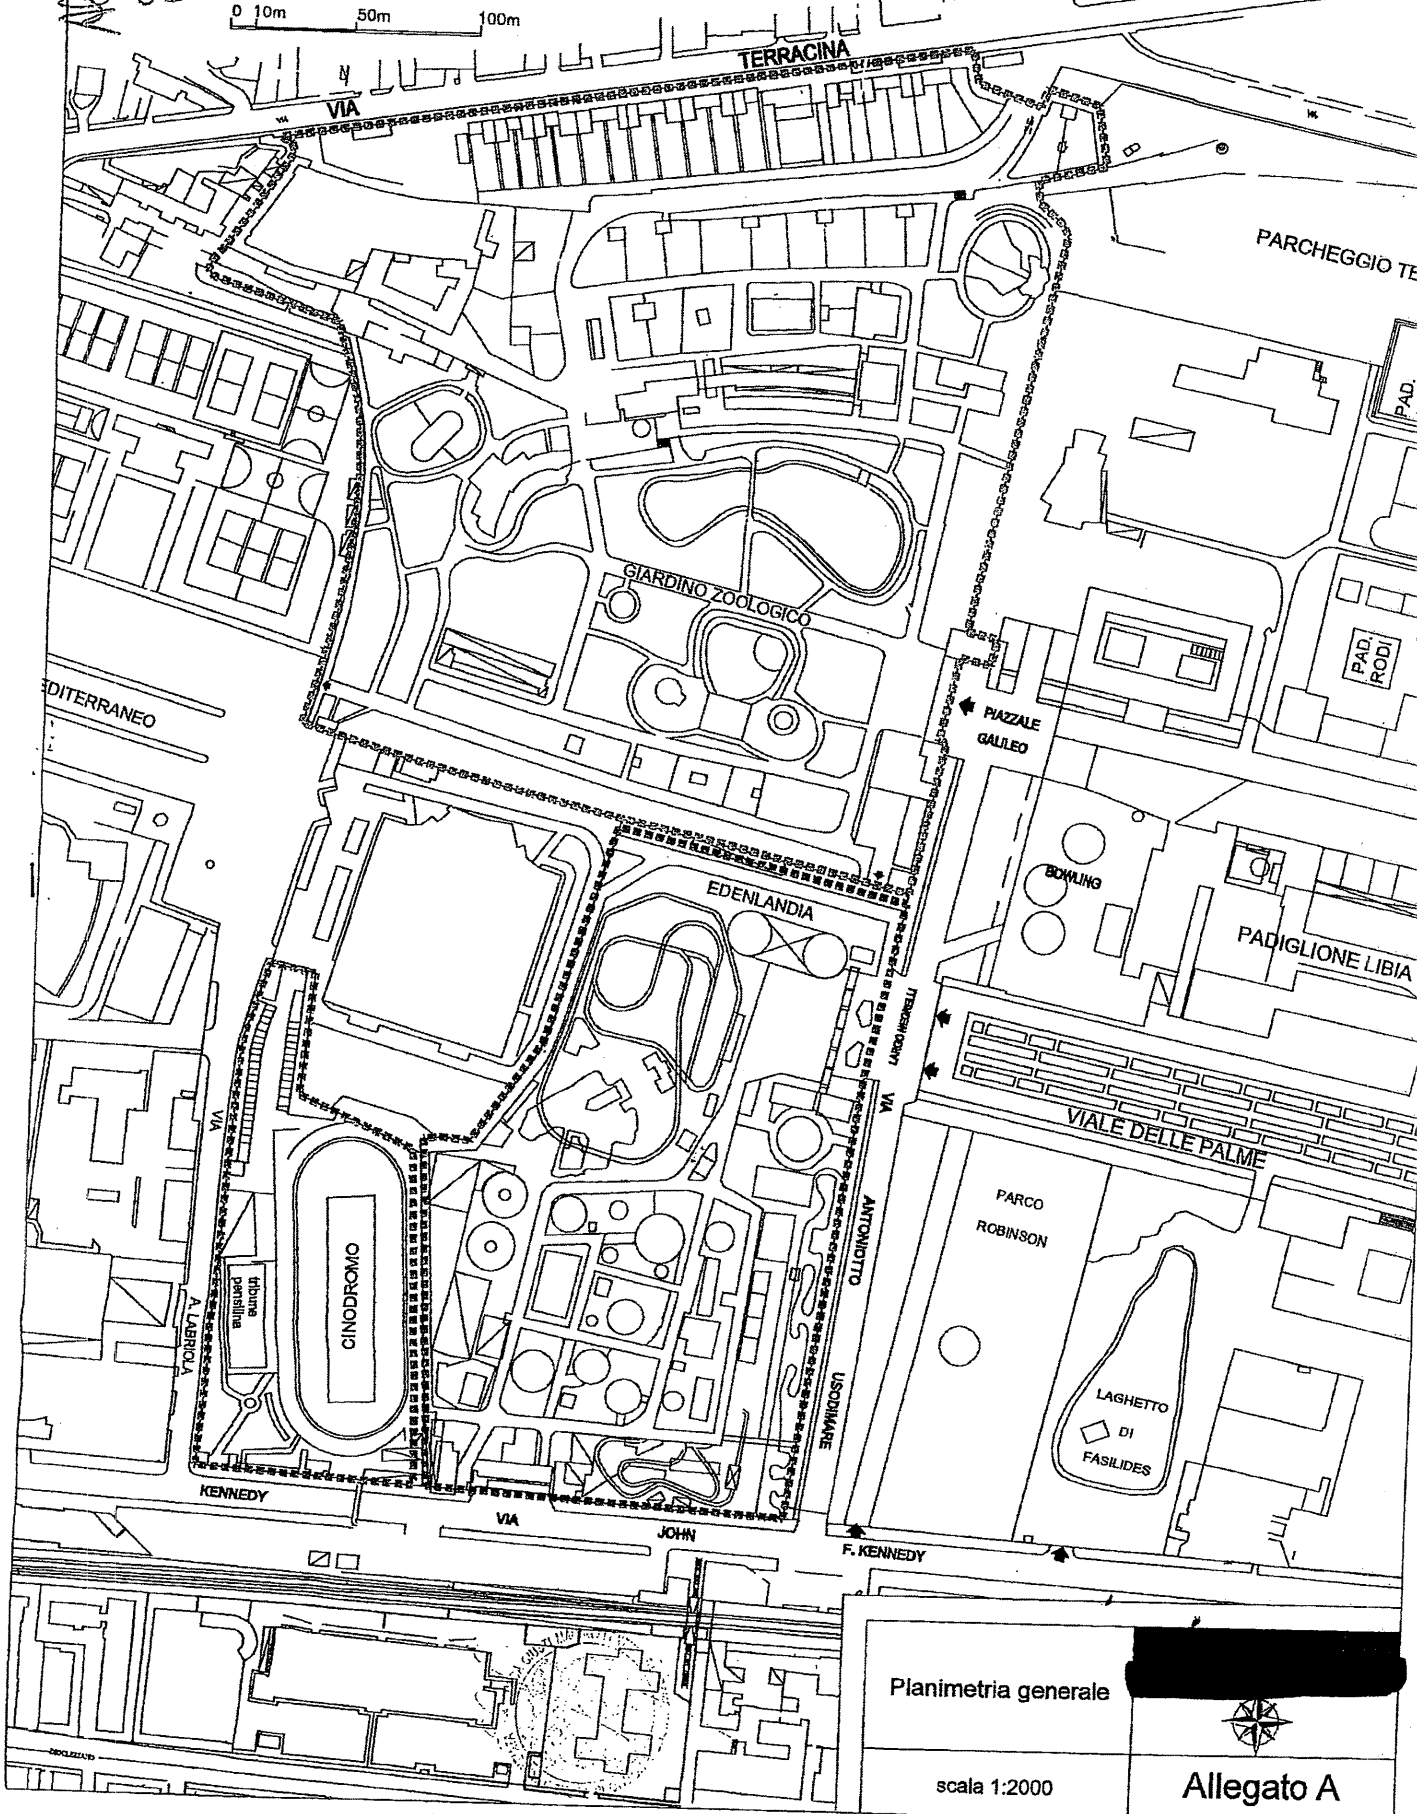 0 10m 50m 100m
TERRACINA
VIA
PARCHEGGIO TE
PAD.
GIARDINO ZOOLOGICO
PAD.
RODI
EDITERRANEO
PIAZZALE
GALILEO
BOWLING
EDENLANDIA
PADIGLIONE LIBIA
VIA
VIALE DELLE PALME
VIA
ANTONIOTTO
PARCO
ROBINSON
CINODROMO
tribune
pensilina
A. LABRIOLA
USODIMARE
LAGHETTO
DI
FASILIDES
KENNEDY
VIA
JOHN
F. KENNEDY
Planimetria generale
scala 1:2000
Allegato A